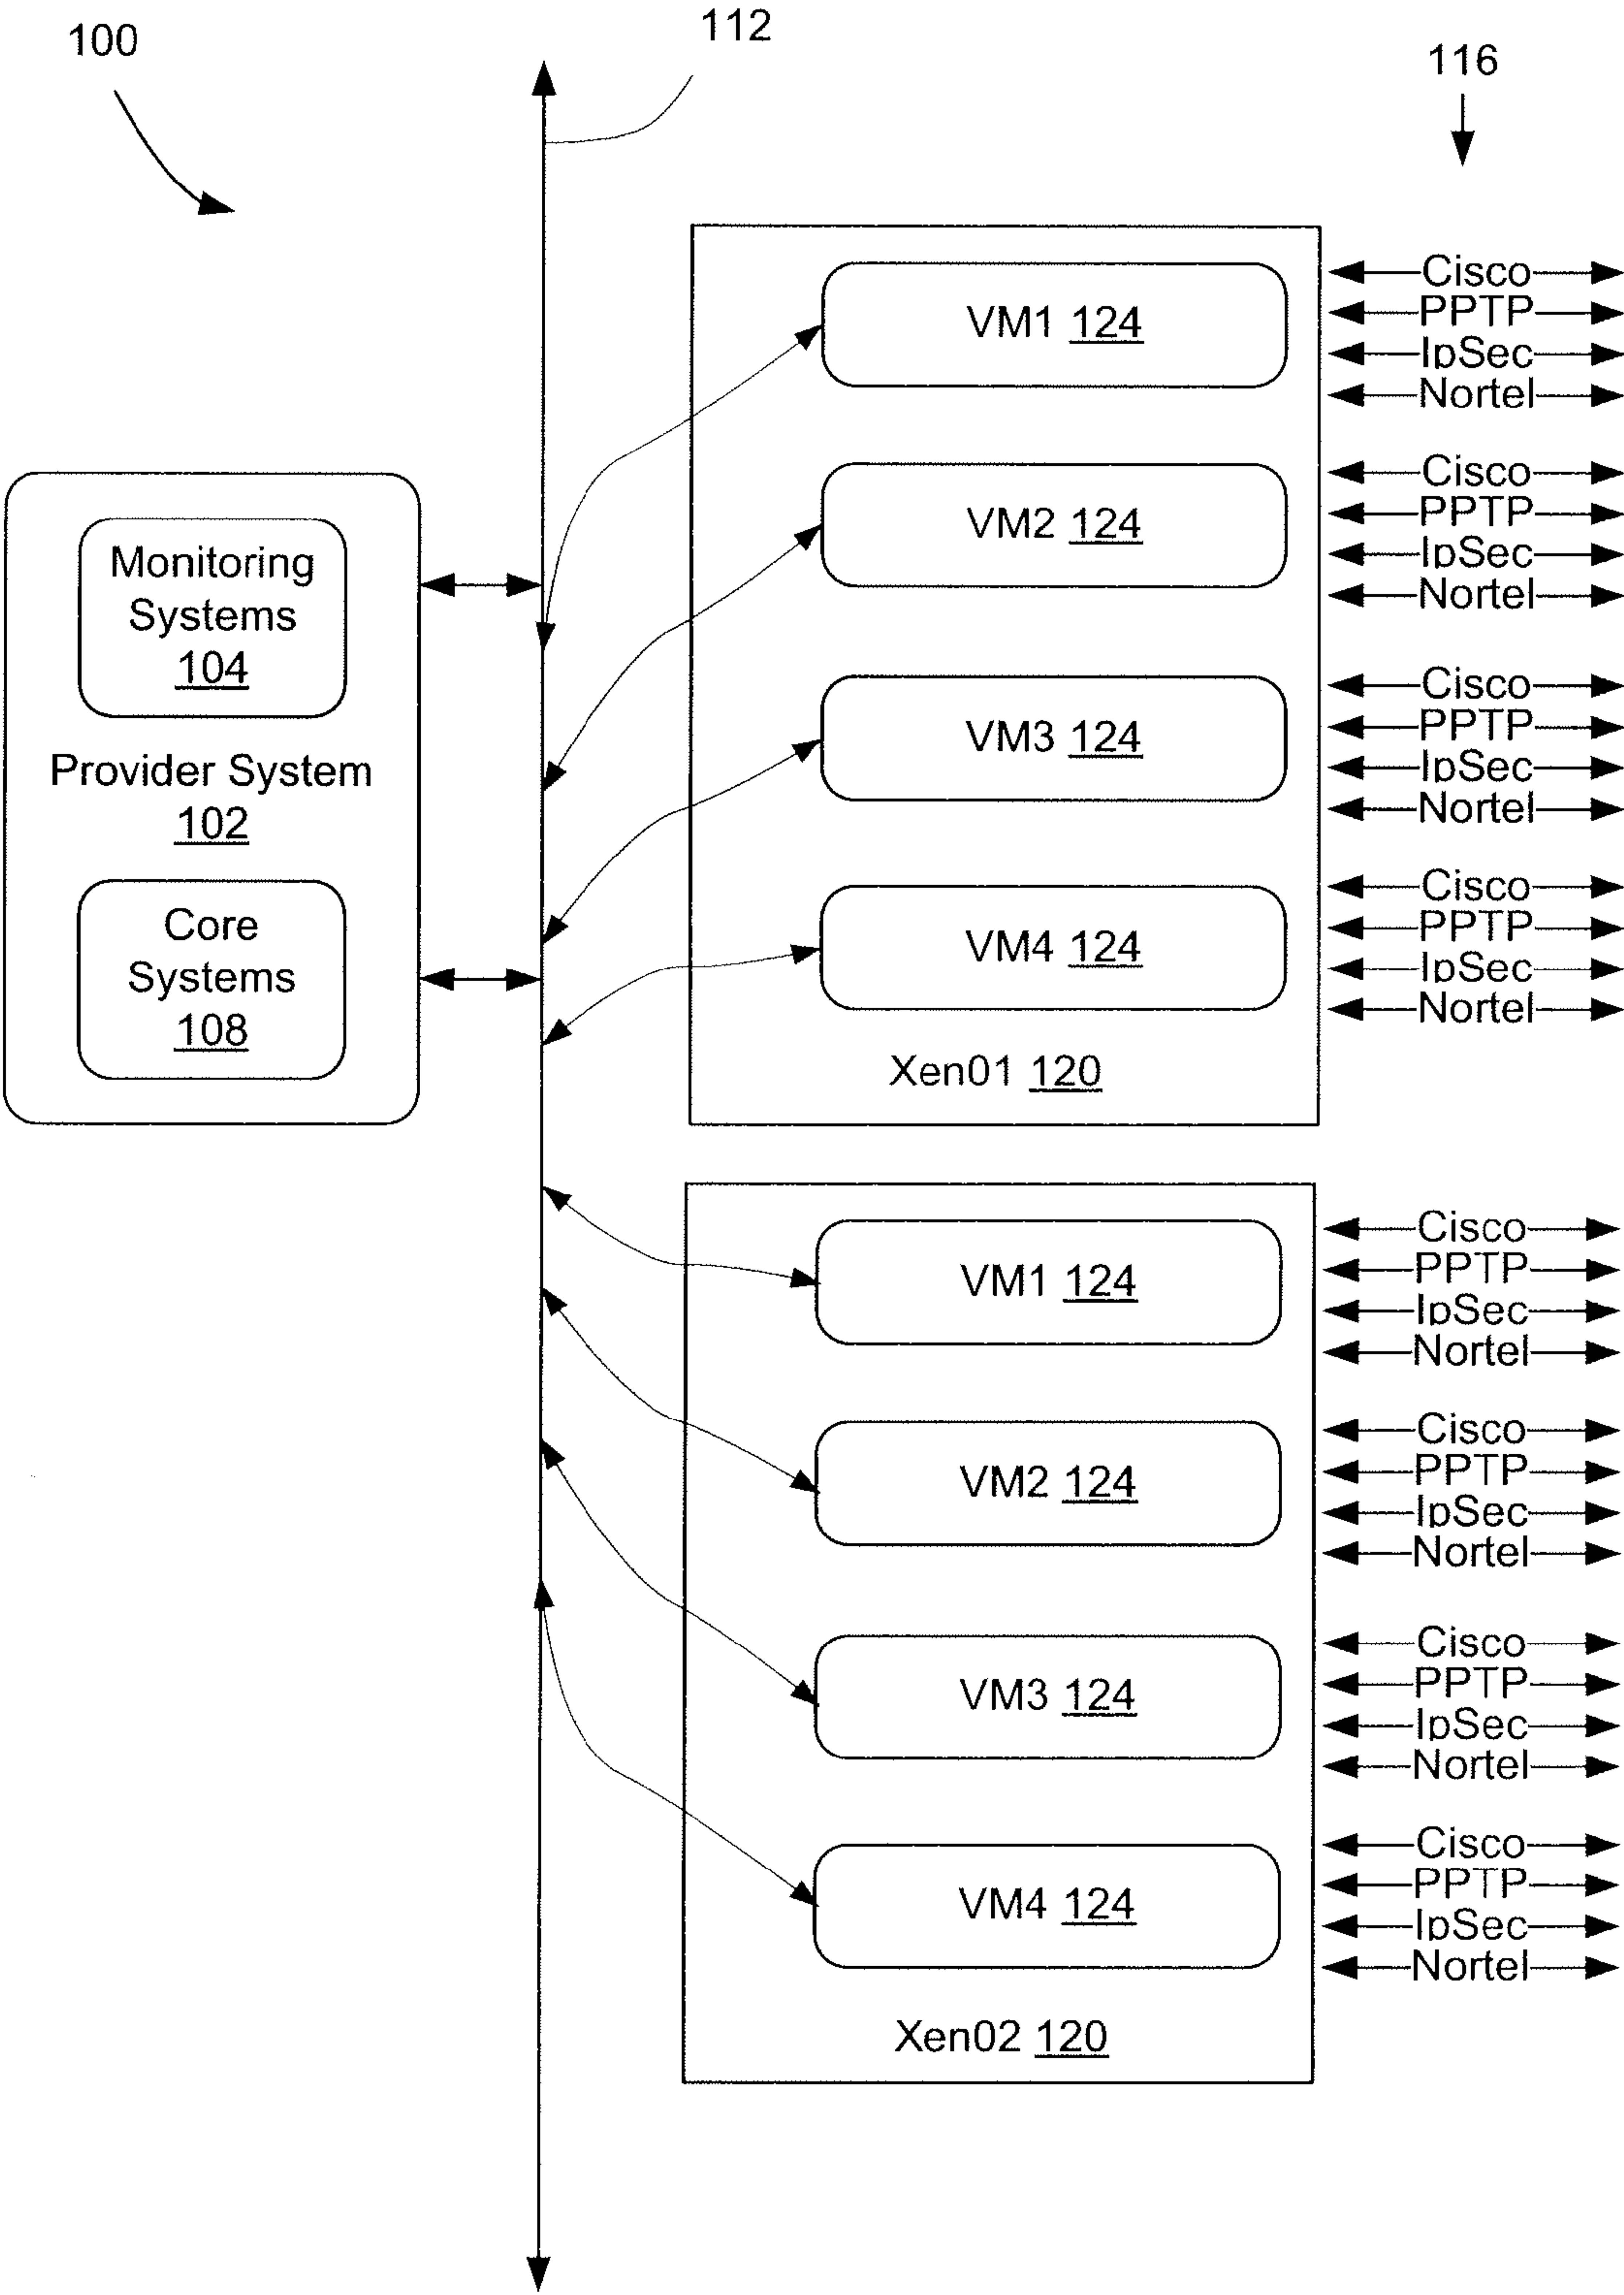 100
112
116
Monitoring
Systems
104
Provider System
102
Core
Systems
108
VM1 124
Cisco
PPTP
IpSec
Nortel
VM2 124
Cisco
PPTP
IpSec
Nortel
VM3 124
Cisco
PPTP
IpSec
Nortel
VM4 124
Cisco
PPTP
IpSec
Nortel
Xen01 120
VM1 124
Cisco
PPTP
IpSec
Nortel
VM2 124
Cisco
PPTP
IpSec
Nortel
VM3 124
Cisco
PPTP
IpSec
Nortel
VM4 124
Cisco
PPTP
IpSec
Nortel
Xen02 120